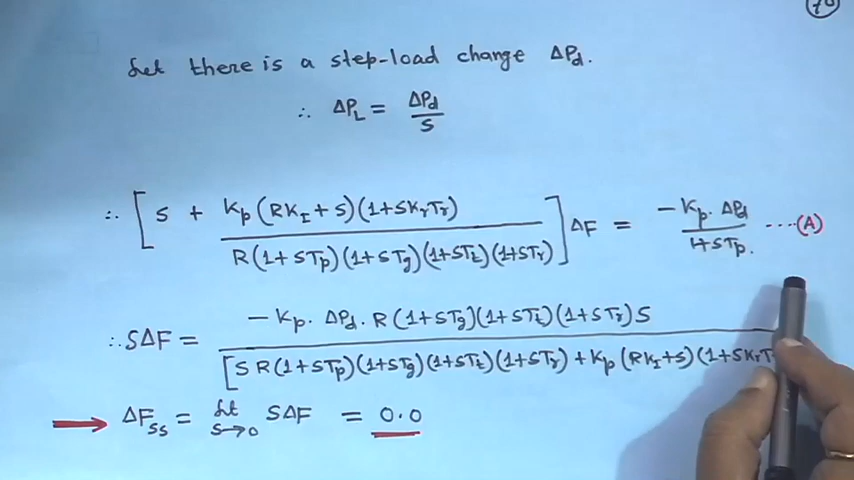 70
Let there is a step-load change ΔPd.
∴ ΔPL = ΔPd / S
∴ [ S + Kp(RKI+S)(1+SKrTr) / R(1+STp)(1+STg)(1+STt)(1+STr) ] ΔF = -Kp. ΔPd / 1+STp. ....(A)
∴ SΔF = -Kp. ΔPd. R(1+STg)(1+STt)(1+STr)S / [SR(1+STp)(1+STg)(1+STt)(1+STr) + Kp(RKI+S)(1+SKrT
ΔFss = Lt S→0 SΔF = 0.0